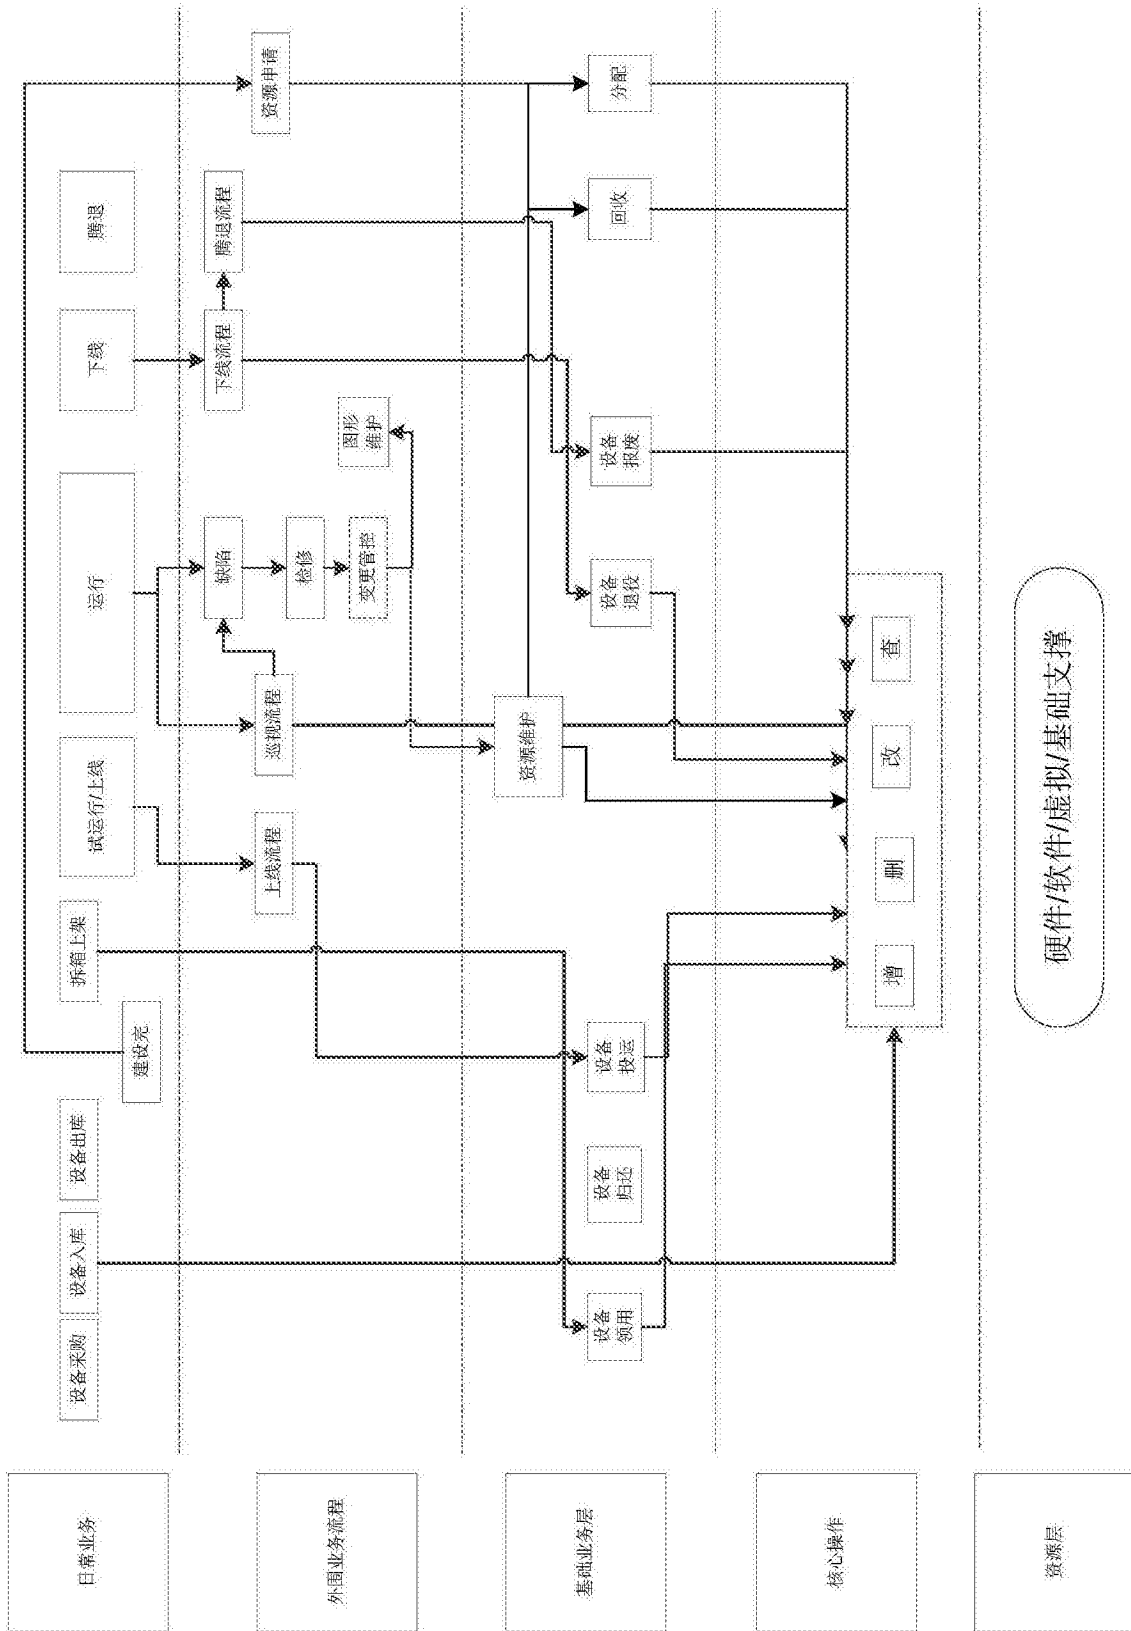 日常业务
设备采购
设备入库
设备出库
建设完
拆箱上架
试运行/上线
运行
下线
腾退
外围业务流程
上线流程
巡视流程
缺陷
检修
变更管控
图形
维护
下线流程
腾退流程
资源申请
基础业务层
设备
领用
设备
归还
设备
投运
资源维护
设备
退役
设备
报废
回收
分配
核心操作
增
删
改
查
资源层
硬件/软件/虚拟/基础支撑